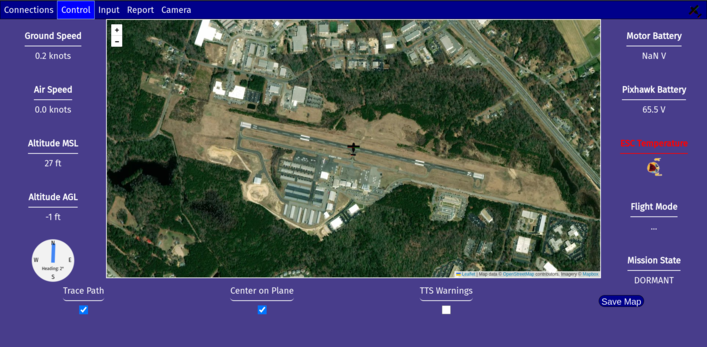 Connections Control Input Report Camera
Ground Speed
0.2 knots
Air Speed
0.0 knots
Altitude MSL
27 ft
Altitude AGL
-1 ft
N
W E
Heading: 2°
S
+
−
Leaflet | Map data © OpenStreetMap contributors, Imagery © Mapbox
Trace Path
Center on Plane
TTS Warnings
Motor Battery
NaN V
Pixhawk Battery
65.5 V
ESC Temperature
Flight Mode
...
Mission State
DORMANT
Save Map